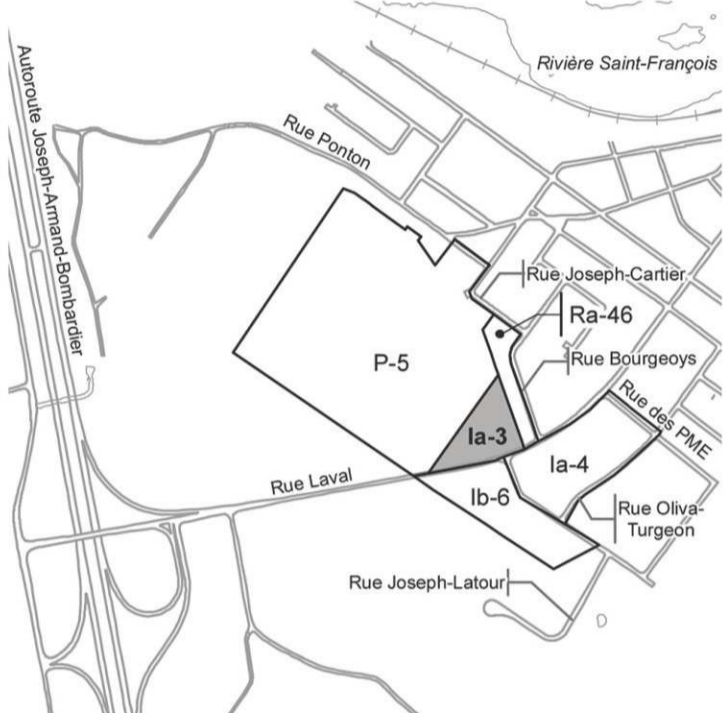 Rivière Saint-François
Autoroute Joseph-Armand-Bombardier
Rue Ponton
Rue Joseph-Cartier
Ra-46
P-5
Rue Bourgeoys
Rue des PME
Ia-3
Ia-4
Rue Laval
Ib-6
Rue Oliva-
Turgeon
Rue Joseph-Latour